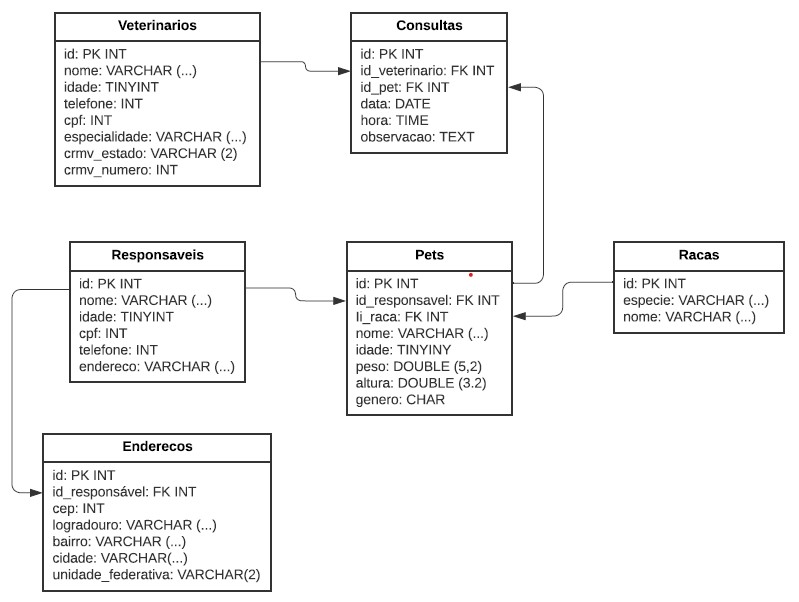 Veterinarios
id: PK INT
nome: VARCHAR (...)
idade: TINYINT
telefone: INT
cpf: INT
especialidade: VARCHAR (...)
crmv_estado: VARCHAR (2)
crmv_numero: INT
Consultas
id: PK INT
id_veterinario: FK INT
id_pet: FK INT
data: DATE
hora: TIME
observacao: TEXT
Responsaveis
id: PK INT
nome: VARCHAR (...)
idade: TINYINT
cpf: INT
telefone: INT
endereco: VARCHAR (...)
Pets
id: PK INT
id_responsavel: FK INT
Ii_raca: FK INT
nome: VARCHAR (...)
idade: TINYINY
peso: DOUBLE (5,2)
altura: DOUBLE (3.2)
genero: CHAR
Racas
id: PK INT
especie: VARCHAR (...)
nome: VARCHAR (...)
Enderecos
id: PK INT
id_responsável: FK INT
cep: INT
logradouro: VARCHAR (...)
bairro: VARCHAR (...)
cidade: VARCHAR(...)
unidade_federativa: VARCHAR(2)